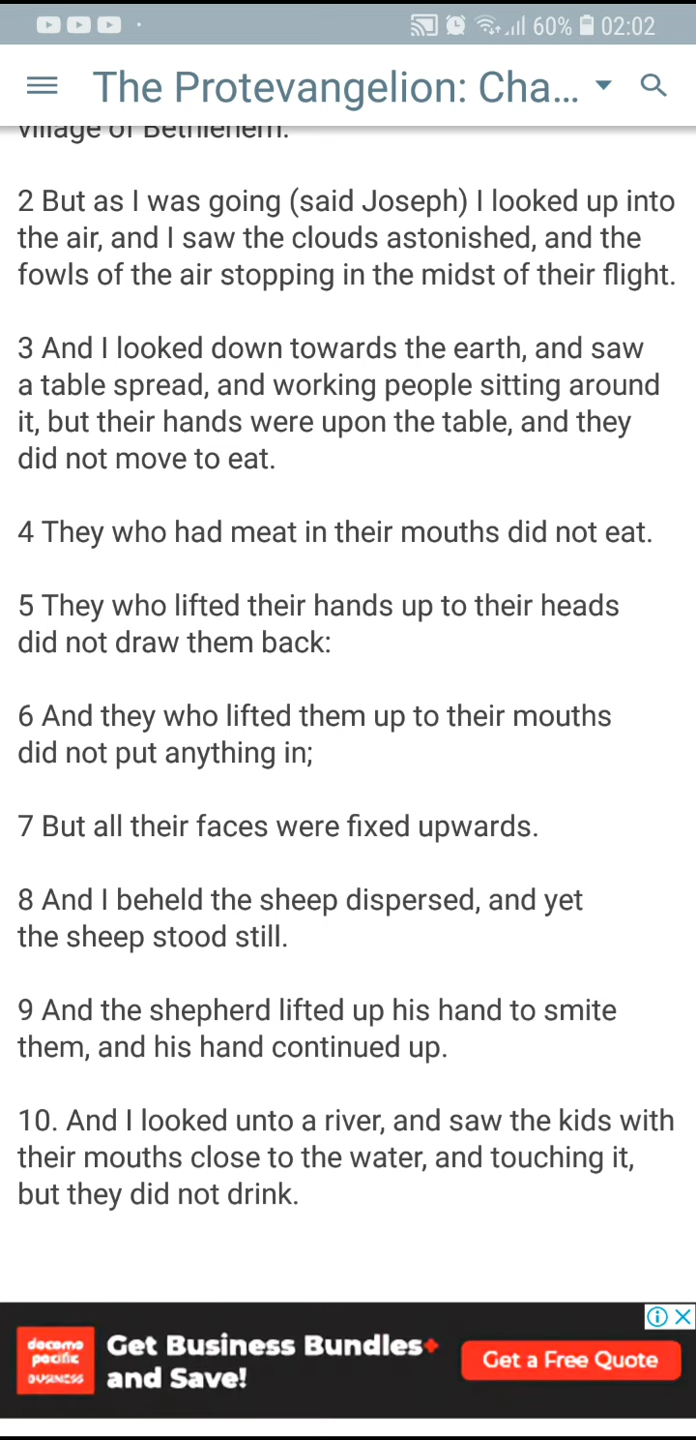 60% 02:02
The Protevangelion: Cha...
village of Bethlehem.
2 But as I was going (said Joseph) I looked up into
the air, and I saw the clouds astonished, and the
fowls of the air stopping in the midst of their flight.
3 And I looked down towards the earth, and saw
a table spread, and working people sitting around
it, but their hands were upon the table, and they
did not move to eat.
4 They who had meat in their mouths did not eat.
5 They who lifted their hands up to their heads
did not draw them back:
6 And they who lifted them up to their mouths
did not put anything in;
7 But all their faces were fixed upwards.
8 And I beheld the sheep dispersed, and yet
the sheep stood still.
9 And the shepherd lifted up his hand to smite
them, and his hand continued up.
10. And I looked unto a river, and saw the kids with
their mouths close to the water, and touching it,
but they did not drink.
docomo
pacific
BUSINESS
Get Business Bundles+
and Save!
Get a Free Quote